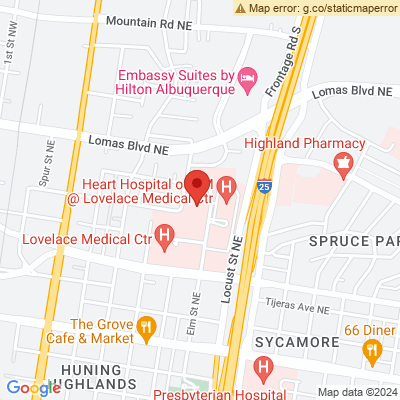 Map error: g.co/staticmaperror
Mountain Rd NE
1st St NW
Frontage Rd S
Embassy Suites by
Hilton Albuquerque
Lomas Blvd NE
Lomas Blvd NE
Spur St NE
Highland Pharmacy
Heart Hospital o
@ Lovelace Medical Ctr
H
25
Lovelace Medical Ctr
H
SPRUCE PAR
Locust St NE
Elm St NE
Tijeras Ave NE
The Grove
Cafe & Market
SYCAMORE
66 Diner
HUNING
HIGHLANDS
H
Presbyterian Hospital
Google
Map data ©2024